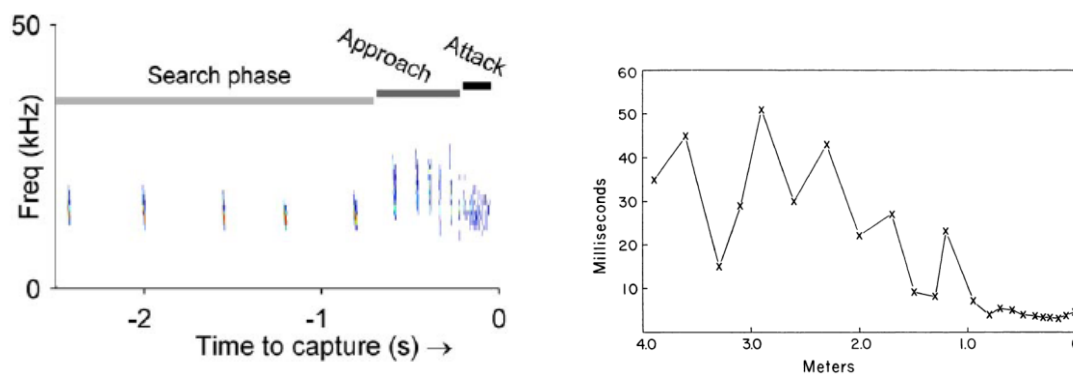 50
Approach
Attack
Search phase
Freq (kHz)
0
-2
-1
0
Time to capture (s) →
60
50
40
30
20
10
Milliseconds
4.0
3.0
2.0
1.0
Meters